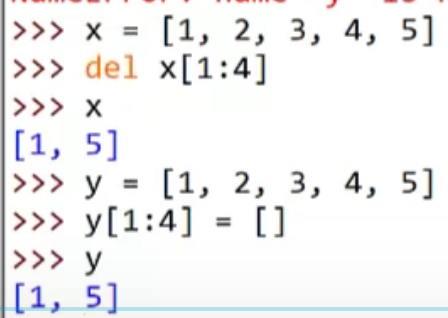 >>> x = [1, 2, 3, 4, 5]
>>> del x[1:4]
>>> x
[1, 5]
>>> y = [1, 2, 3, 4, 5]
>>> y[1:4] = []
>>> y
[1, 5]